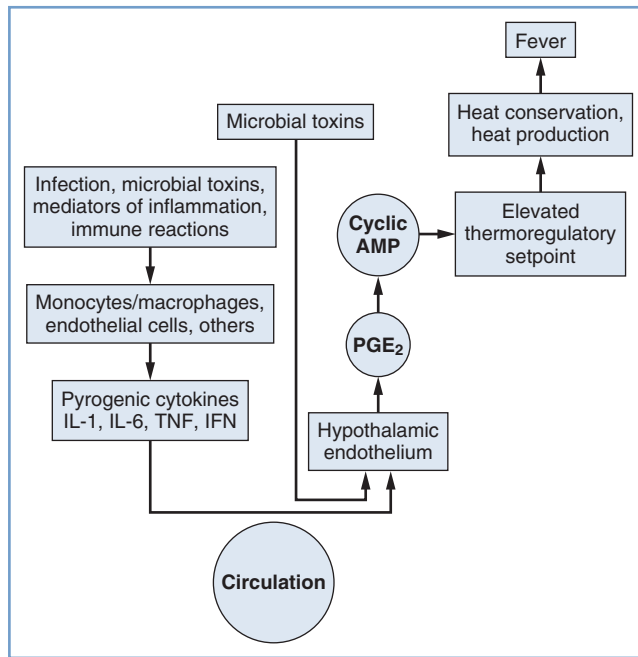 Fever
Heat conservation,
heat production
Microbial toxins
Infection, microbial toxins,
mediators of inflammation,
immune reactions
Cyclic
AMP
Elevated
thermoregulatory
setpoint
Monocytes/macrophages,
endothelial cells, others
PGE₂
Pyrogenic cytokines
IL-1, IL-6, TNF, IFN
Hypothalamic
endothelium
Circulation